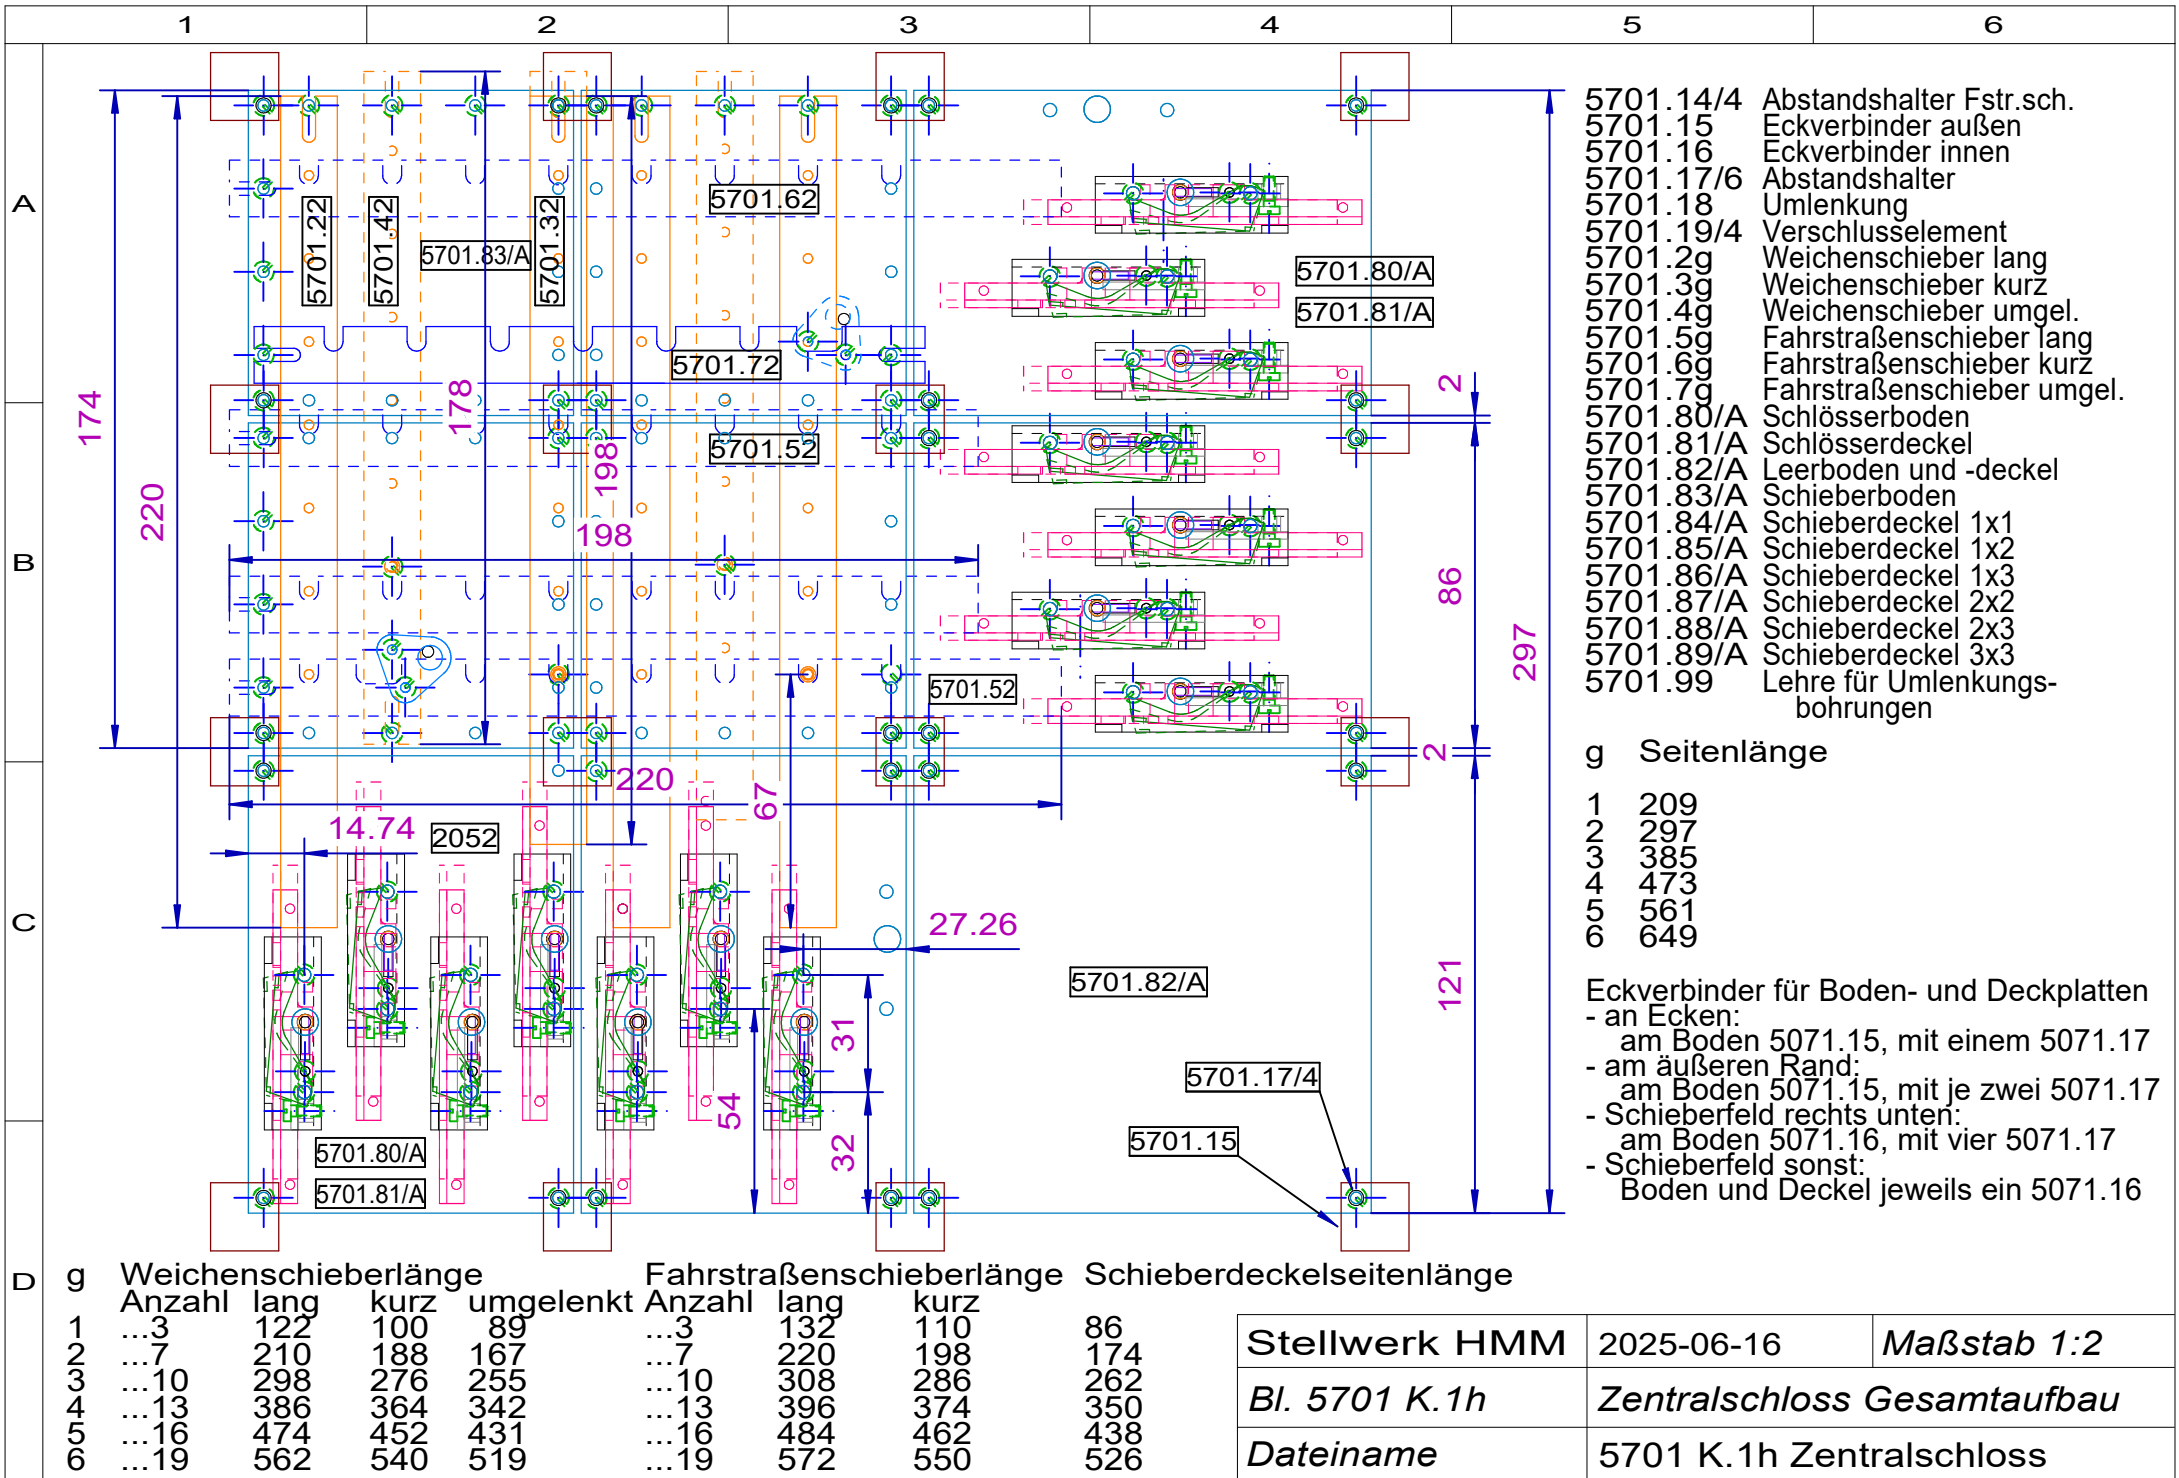 1 2 3 4 5 6
A
B
C
D
5701.22
5701.42
5701.83/A
5701.32
5701.62
5701.72
5701.52
5701.52
5701.80/A
5701.81/A
174
220
178
198
198
220
67
14.74
2052
27.26
31
54
32
2
86
2
297
121
5701.82/A
5701.17/4
5701.15
5701.80/A
5701.81/A
5701.14/4 Abstandshalter Fstr.sch.
5701.15 Eckverbinder außen
5701.16 Eckverbinder innen
5701.17/6 Abstandshalter
5701.18 Umlenkung
5701.19/4 Verschlusselement
5701.2g Weichenschieber lang
5701.3g Weichenschieber kurz
5701.4g Weichenschieber umgel.
5701.5g Fahrstraßenschieber lang
5701.6g Fahrstraßenschieber kurz
5701.7g Fahrstraßenschieber umgel.
5701.80/A Schlösserboden
5701.81/A Schlösserdeckel
5701.82/A Leerboden und -deckel
5701.83/A Schieberboden
5701.84/A Schieberdeckel 1x1
5701.85/A Schieberdeckel 1x2
5701.86/A Schieberdeckel 1x3
5701.87/A Schieberdeckel 2x2
5701.88/A Schieberdeckel 2x3
5701.89/A Schieberdeckel 3x3
5701.99 Lehre für Umlenkungs-
bohrungen
g Seitenlänge
1 209
2 297
3 385
4 473
5 561
6 649
Eckverbinder für Boden- und Deckplatten
- an Ecken:
am Boden 5071.15, mit einem 5071.17
- am äußeren Rand:
am Boden 5071.15, mit je zwei 5071.17
- Schieberfeld rechts unten:
am Boden 5071.16, mit vier 5071.17
- Schieberfeld sonst:
Boden und Deckel jeweils ein 5071.16
g Weichenschieberlänge Fahrstraßenschieberlänge Schieberdeckelseitenlänge
Anzahl lang kurz umgelenkt Anzahl lang kurz
1 ...3 122 100 89 ...3 132 110 86
2 ...7 210 188 167 ...7 220 198 174
3 ...10 298 276 255 ...10 308 286 262
4 ...13 386 364 342 ...13 396 374 350
5 ...16 474 452 431 ...16 484 462 438
6 ...19 562 540 519 ...19 572 550 526
Stellwerk HMM 2025-06-16 Maßstab 1:2
Bl. 5701 K.1h Zentralschloss Gesamtaufbau
Dateiname 5701 K.1h Zentralschloss